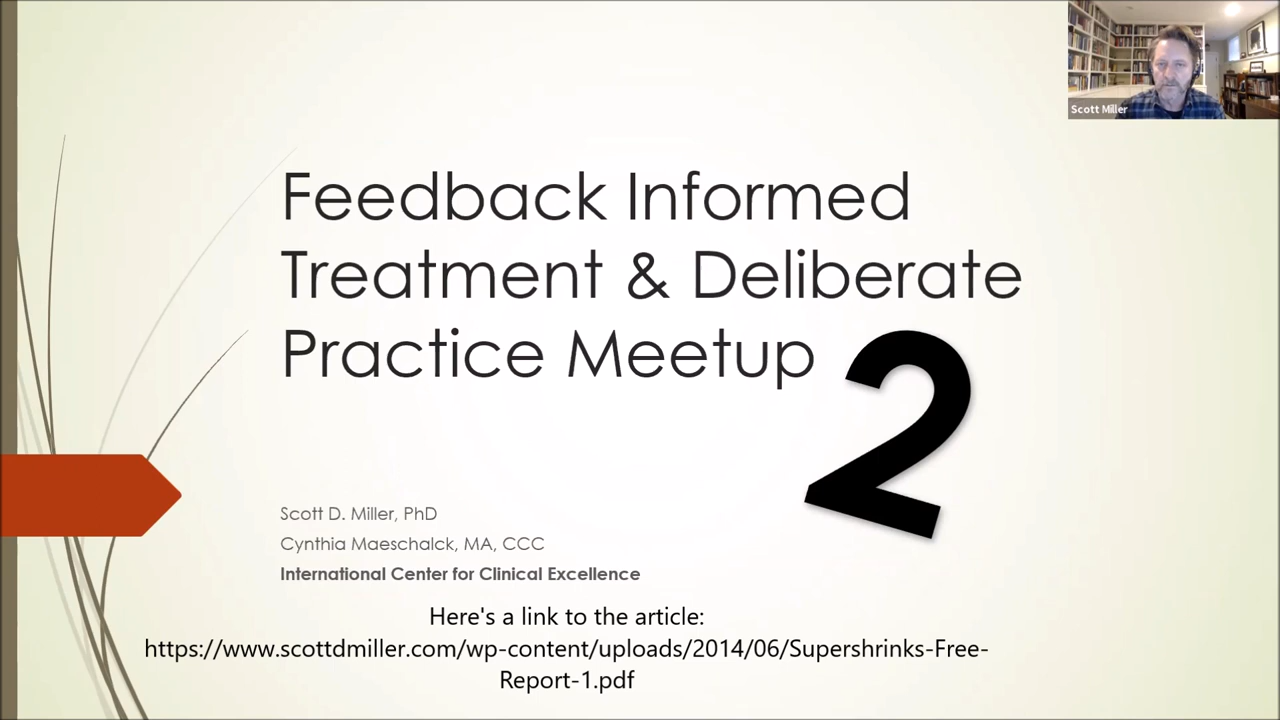 Scott Miller
Feedback Informed
Treatment & Deliberate
Practice Meetup
2
Scott D. Miller, PhD
Cynthia Maeschalck, MA, CCC
International Center for Clinical Excellence
Here's a link to the article:
https://www.scottdmiller.com/wp-content/uploads/2014/06/Supershrinks-Free-
Report-1.pdf